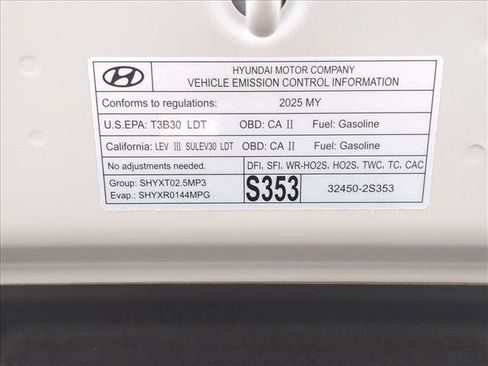 HYUNDAI MOTOR COMPANY
VEHICLE EMISSION CONTROL INFORMATION
Conforms to regulations: 2025 MY
U.S.EPA: T3B30 LDT OBD: CA II Fuel: Gasoline
California: LEV III SULEV30 LDT OBD: CA II Fuel: Gasoline
No adjustments needed. DFI, SFI, WR-HO2S, HO2S, TWC, TC, CAC
Group: SHYXT02.5MP3
Evap.: SHYXR0144MPG
S353 32450-2S353